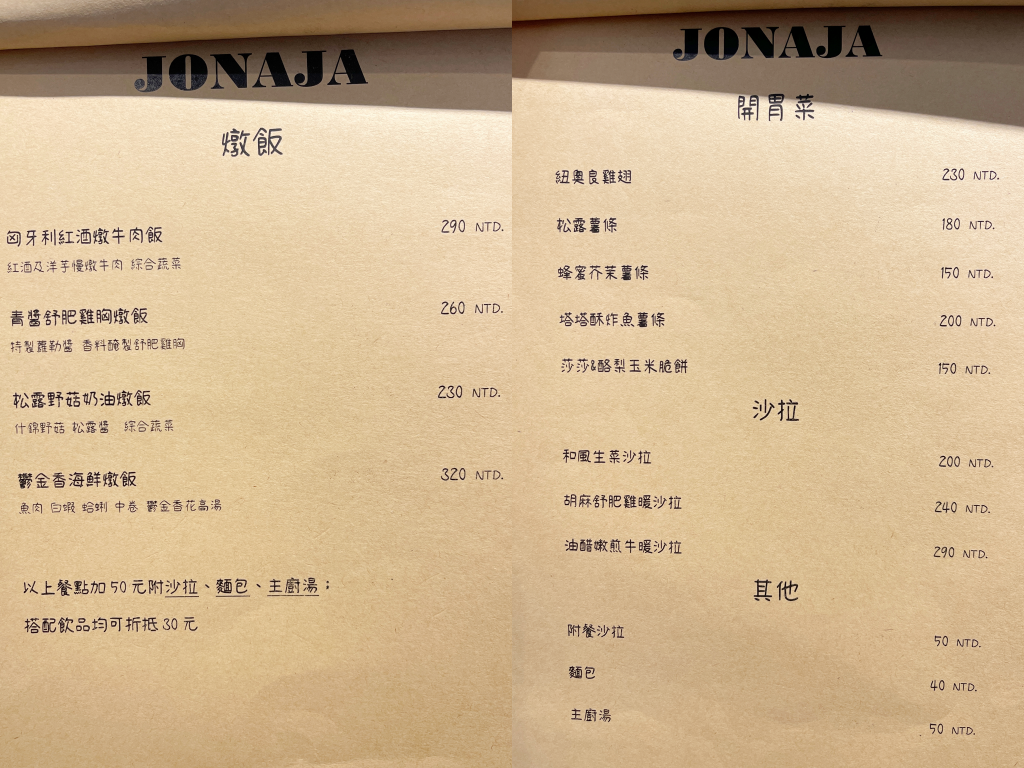 JONAJA
燉飯
匈牙利紅酒燉牛肉飯 290 NTD.
紅酒及洋芋慢燉牛肉 綜合蔬菜
青醬舒肥雞胸燉飯 260 NTD.
特製蘿勒醬 香料醃製舒肥雞胸
松露野菇奶油燉飯 230 NTD.
什錦野菇 松露醬 綜合蔬菜
鬱金香海鮮燉飯 320 NTD.
魚肉 白蝦 蛤蜊 中卷 鬱金香花高湯
以上餐點加 50 元附沙拉、麵包、主廚湯；
搭配飲品均可折抵 30 元
JONAJA
開胃菜
紐奧良雞翅 230 NTD.
松露薯條 180 NTD.
蜂蜜芥茉薯條 150 NTD.
塔塔酥炸魚薯條 200 NTD.
莎莎&酪梨玉米脆餅 150 NTD.
沙拉
和風生菜沙拉 200 NTD.
胡麻舒肥雞暖沙拉 240 NTD.
油醋嫩煎牛暖沙拉 290 NTD.
其他
附餐沙拉 50 NTD.
麵包 40 NTD.
主廚湯 50 NTD.